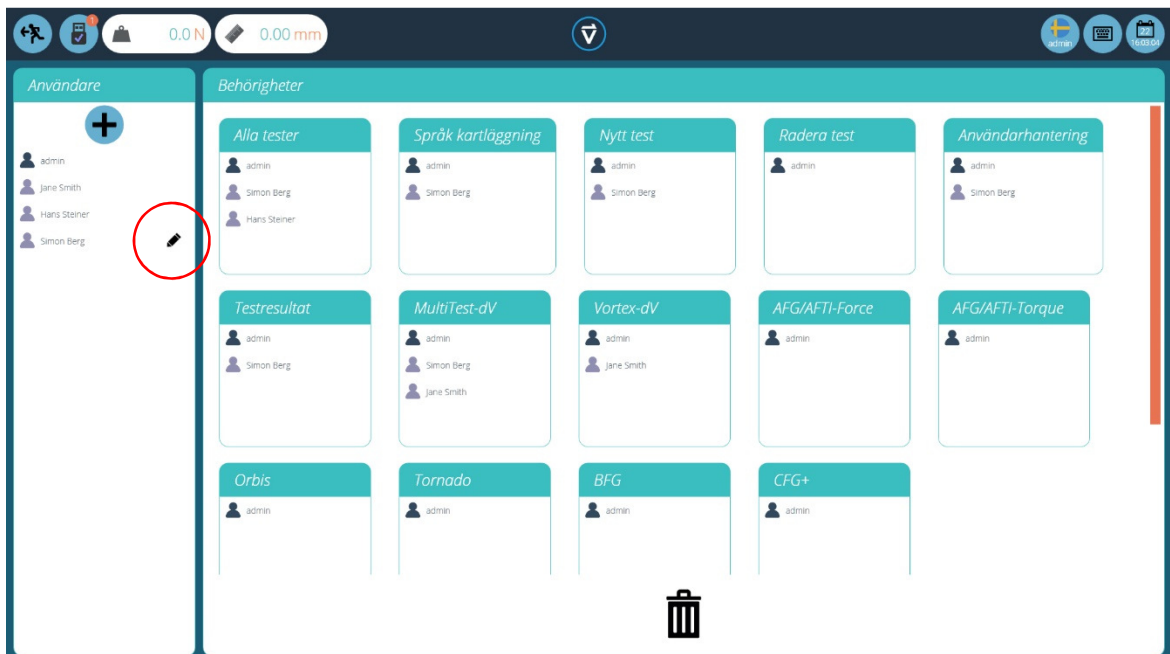 1
0.0 N
0.00 mm
V
admin
22
16:03:04
Användare
admin
Jane Smith
Hans Steiner
Simon Berg
Behörigheter
Alla tester
admin
Simon Berg
Hans Steiner
Språk kartläggning
admin
Simon Berg
Nytt test
admin
Simon Berg
Radera test
admin
Användarhantering
admin
Simon Berg
Testresultat
admin
Simon Berg
MultiTest-dV
admin
Simon Berg
Jane Smith
Vortex-dV
admin
Jane Smith
AFG/AFTI-Force
admin
AFG/AFTI-Torque
admin
Orbis
admin
Tornado
admin
BFG
admin
CFG+
admin